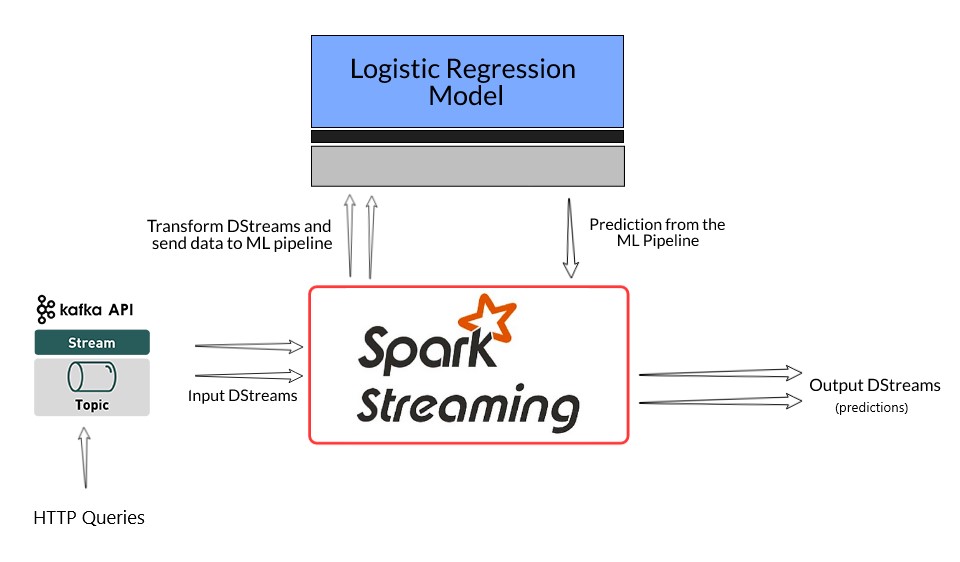 Logistic Regression
Model
Transform DStreams and
send data to ML pipeline
Prediction from the
ML Pipeline
kafka API
Stream
Topic
Input DStreams
Spark
Streaming
Output DStreams
(predictions)
HTTP Queries